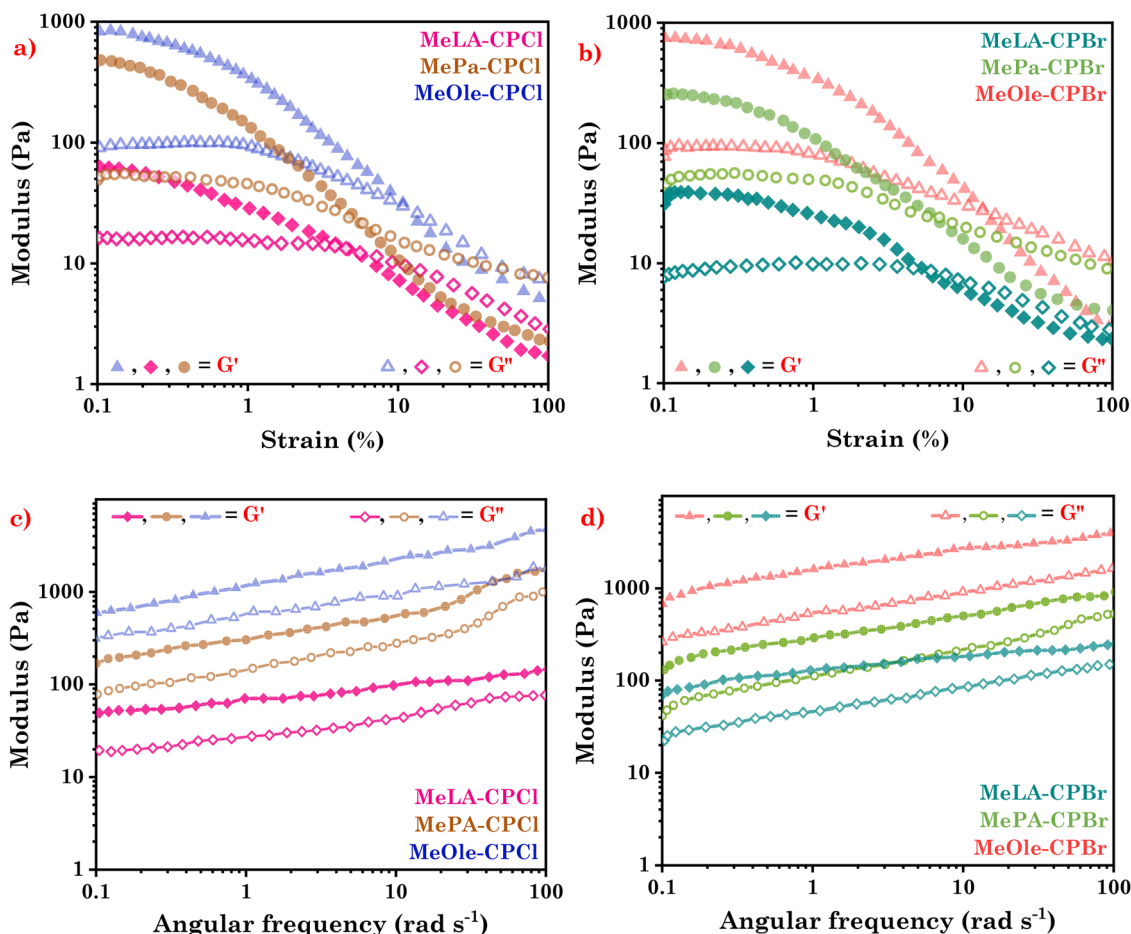 a)
1000
100
10
1
Modulus (Pa)
MeLA-CPCl
MePa-CPCl
MeOle-CPCl
, , = G'
, , = G"
0.1 1 10 100
Strain (%)
b)
1000
100
10
1
Modulus (Pa)
MeLA-CPBr
MePa-CPBr
MeOle-CPBr
, , = G'
, , = G"
0.1 1 10 100
Strain (%)
c)
1000
100
10
1
Modulus (Pa)
, , = G'
, , = G"
MeLA-CPCl
MePA-CPCl
MeOle-CPCl
0.1 1 10 100
Angular frequency (rad s⁻¹)
d)
1000
100
10
1
Modulus (Pa)
, , = G'
, , = G"
MeLA-CPBr
MePA-CPBr
MeOle-CPBr
0.1 1 10 100
Angular frequency (rad s⁻¹)